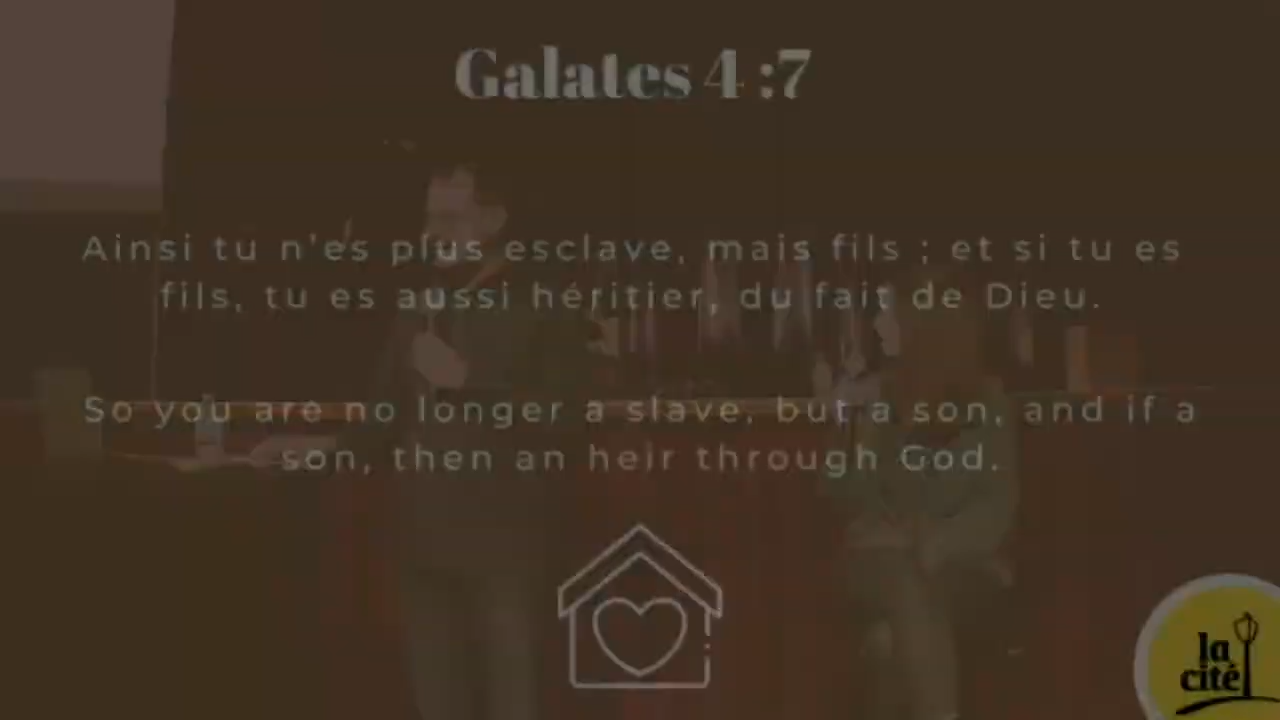 Galates 4 :7
Ainsi tu n'es plus esclave, mais fils ; et si tu es
fils, tu es aussi héritier, du fait de Dieu.
So you are no longer a slave, but a son, and if a
son, then an heir through God.
la
cité